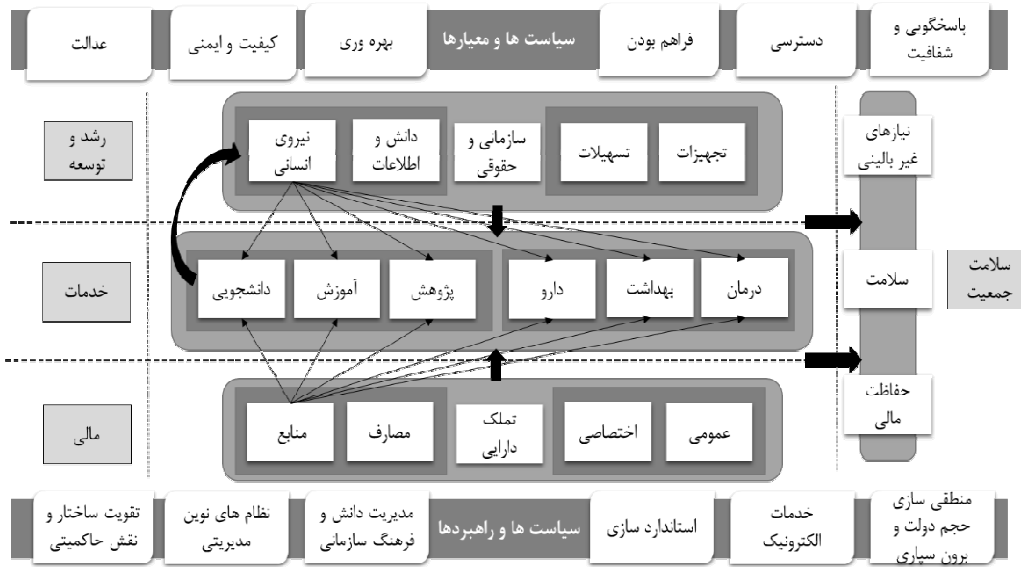 پاسخگویی و
شفافیت
دسترسی
فراهم بودن
سیاست ها و معیارها
بهره وری
کیفیت و ایمنی
عدالت
نیازهای
غیر بالینی
تجهیزات
تسهیلات
سازمانی و
حقوقی
دانش و
اطلاعات
نیروی
انسانی
رشد و
توسعه
سلامت
جمعیت
سلامت
درمان
بهداشت
دارو
پژوهش
آموزش
دانشجویی
خدمات
حفاظت
مالی
عمومی
اختصاصی
تملک
دارایی
مصارف
منابع
مالی
منطقی سازی
حجم دولت و
برون سپاری
خدمات
الکترونیک
استاندارد سازی
سیاست ها و راهبردها
مدیریت دانش و
فرهنگ سازمانی
نظام های نوین
مدیریتی
تقویت ساختار و
نقش حاکمیتی